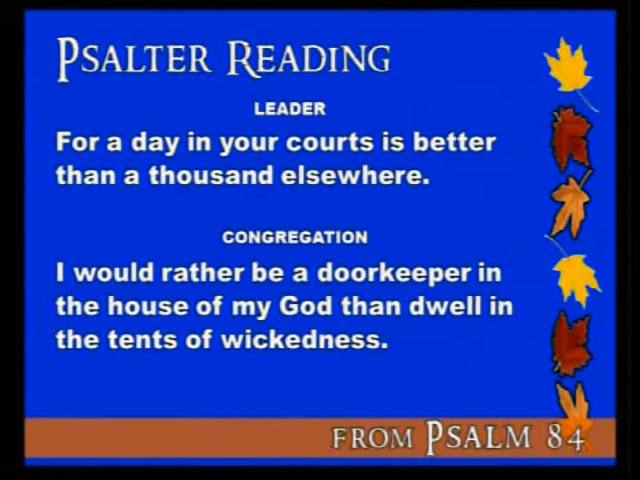 PSALTER READING
LEADER
For a day in your courts is better
than a thousand elsewhere.
CONGREGATION
I would rather be a doorkeeper in
the house of my God than dwell in
the tents of wickedness.
FROM PSALM 84